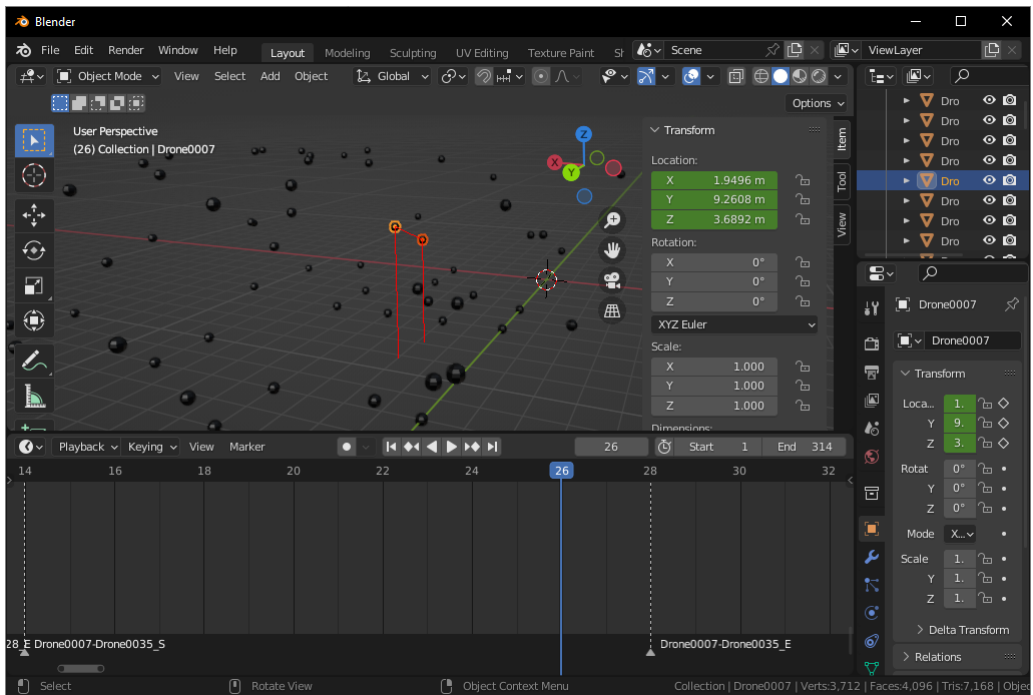 Blender
File Edit Render Window Help Layout Modeling Sculpting UV Editing Texture Paint Sh Scene ViewLayer
Object Mode View Select Add Object Global
Options
User Perspective
(26) Collection | Drone0007
Z
X
Y
Transform
Location:
X 1.9496 m
Y 9.2608 m
Z 3.6892 m
Rotation:
X 0°
Y 0°
Z 0°
XYZ Euler
Scale:
X 1.000
Y 1.000
Z 1.000
Dimensions:
Item
Tool
View
Dro
Dro
Dro
Dro
Dro
Dro
Dro
Dro
Drone0007
Drone0007
Transform
Loca... 1.
Y 9.
Z 3.
Rotat 0°
Y 0°
Z 0°
Mode X...
Scale 1.
Y 1.
Z 1.
Delta Transform
Relations
Playback Keying View Marker 26 Start 1 End 314
14 16 18 20 22 24 26 28 30 32
28_E Drone0007-Drone0035_S Drone0007-Drone0035_E
Select Rotate View Object Context Menu Collection | Drone0007 | Verts:3,712 | Faces:4,096 | Tris:7,168 | Objec